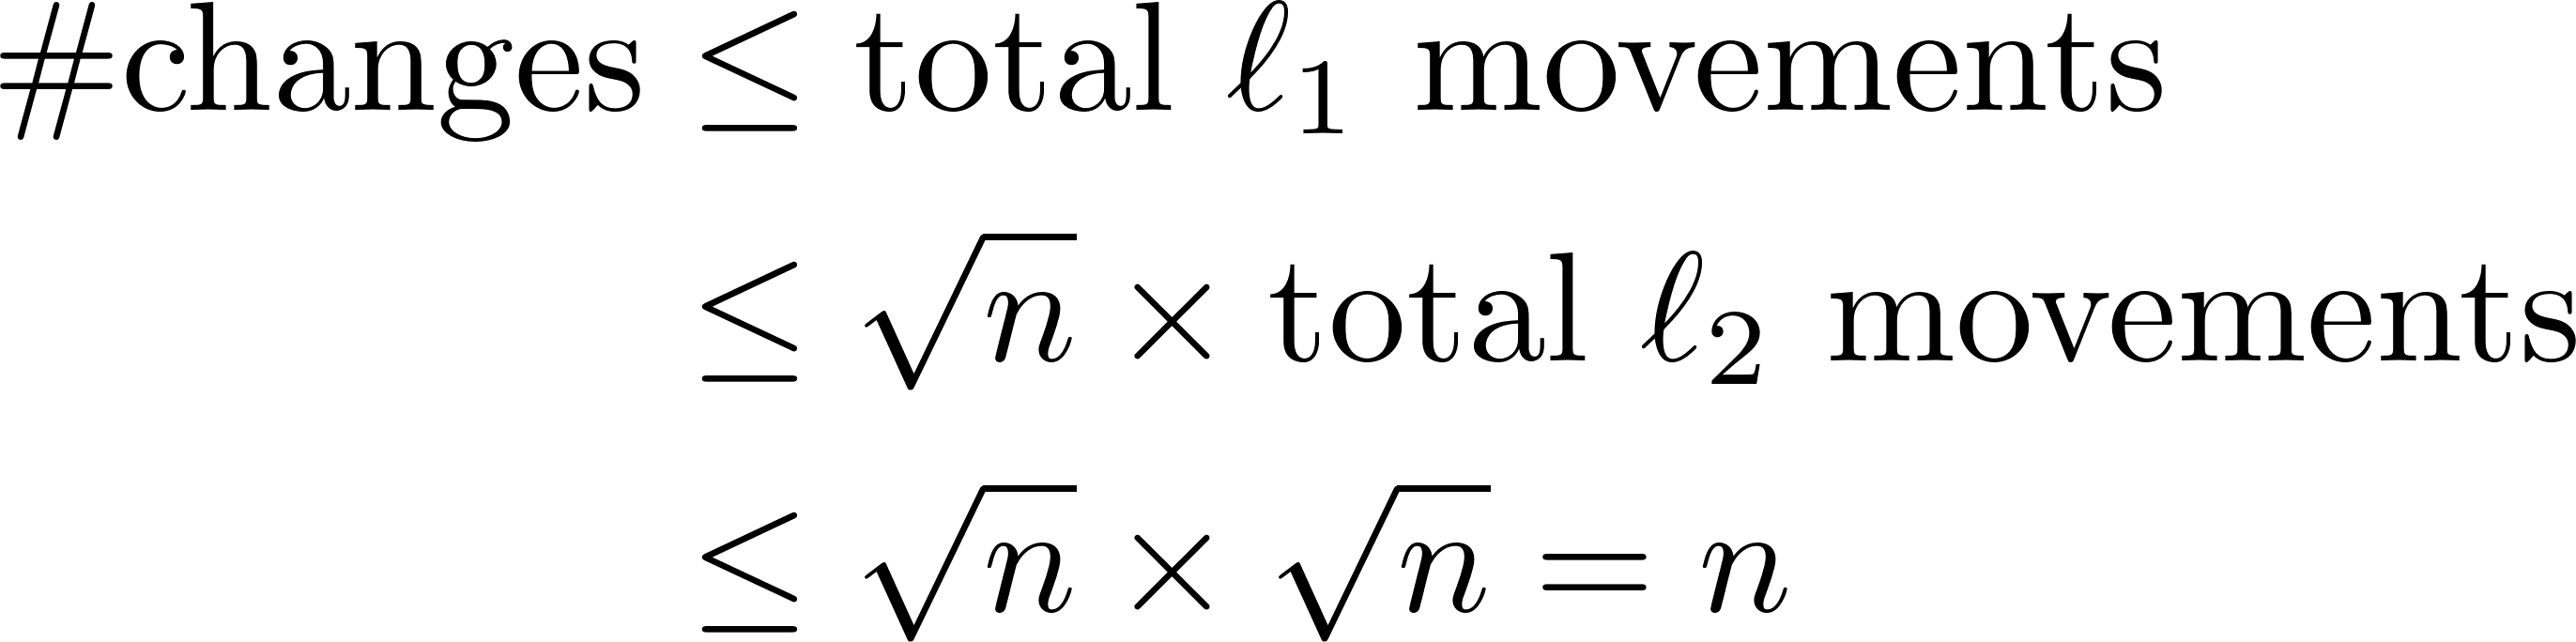 #changes ≤ total ℓ₁ movements
≤ √n × total ℓ₂ movements
≤ √n × √n = n